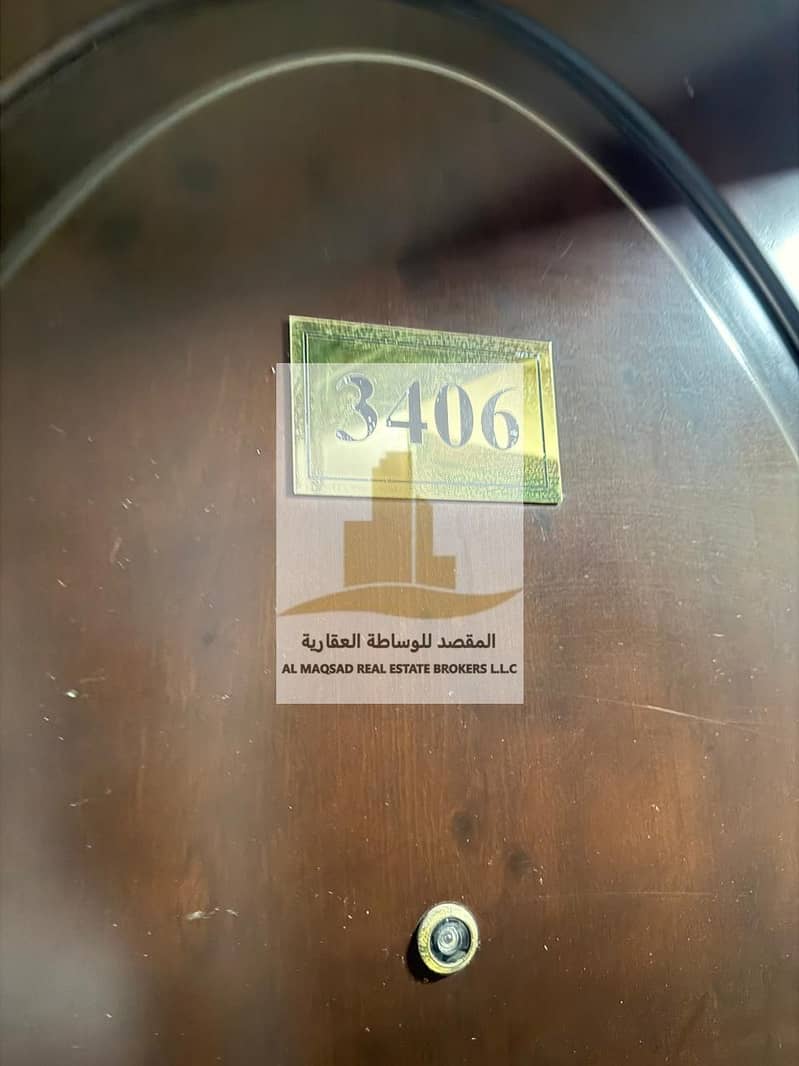 3406
المقصد للوساطة العقارية
AL MAQSAD REAL ESTATE BROKERS L.L.C